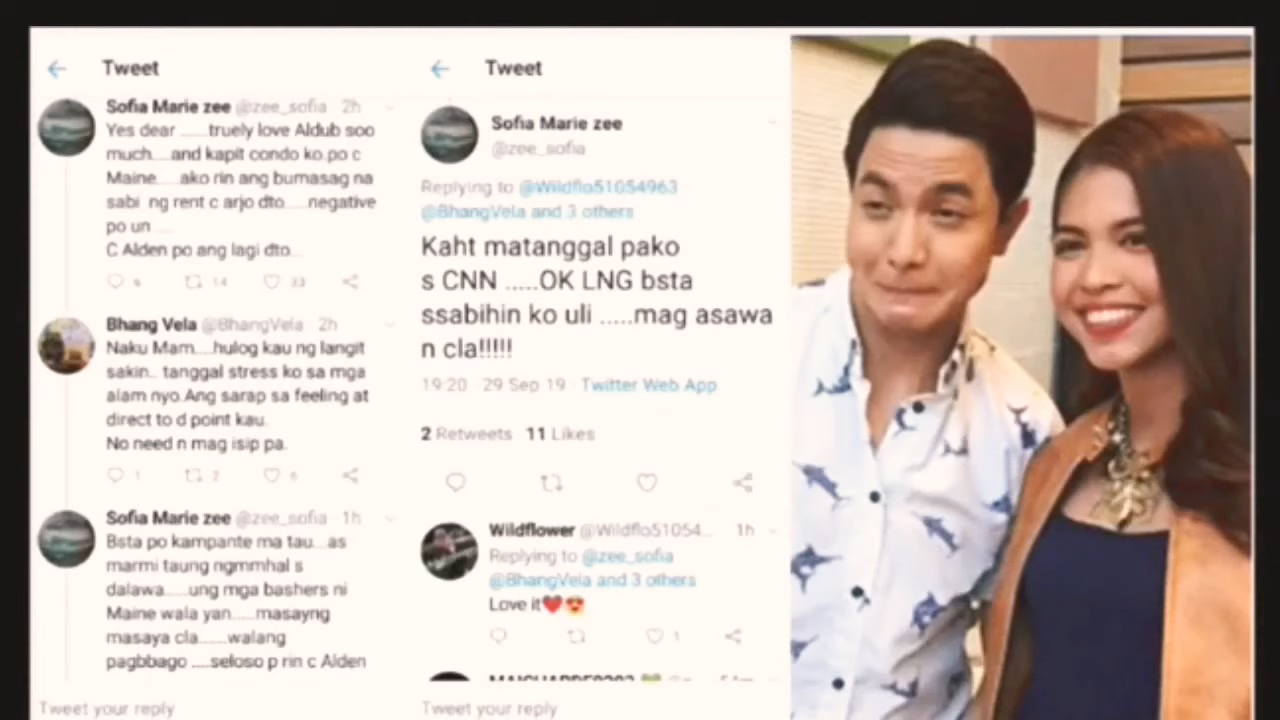 Tweet
Sofia Marie zee @zee_sofia 2h
Yes dear ......truely love Aldub soo
much....and kapit condo ko po c
Maine.....ako rin ang bumasag na
sabi ng rent c arjo dto.....negative
po un.....
C Alden po ang lagi dto...
6 14 33
Bhang Vela @BhangVela 2h
Naku Mam....hulog kau ng langit
sakin.. tanggal stress ko sa mga
alam nyo.Ang sarap sa feeling at
direct to d point kau.
No need n mag isip pa.
1 2 6
Sofia Marie zee @zee_sofia 1h
Bsta po kampante ma tau...as
marmi taung ngmmhal s
dalawa.....ung mga bashers ni
Maine wala yan.....masayng
masaya cla......walang
pagbbago ....seloso p rin c Alden
Tweet your reply
Tweet
Sofia Marie zee
@zee_sofia
Replying to @Wildflo51054963
@BhangVela and 3 others
Kaht matanggal pako
s CNN .....OK LNG bsta
ssabihin ko uli .....mag asawa
n cla!!!!!
19:20 29 Sep 19 Twitter Web App
2 Retweets 11 Likes
Wildflower @Wildflo51054... 1h
Replying to @zee_sofia
@BhangVela and 3 others
Love it❤️😍
1
Tweet your reply